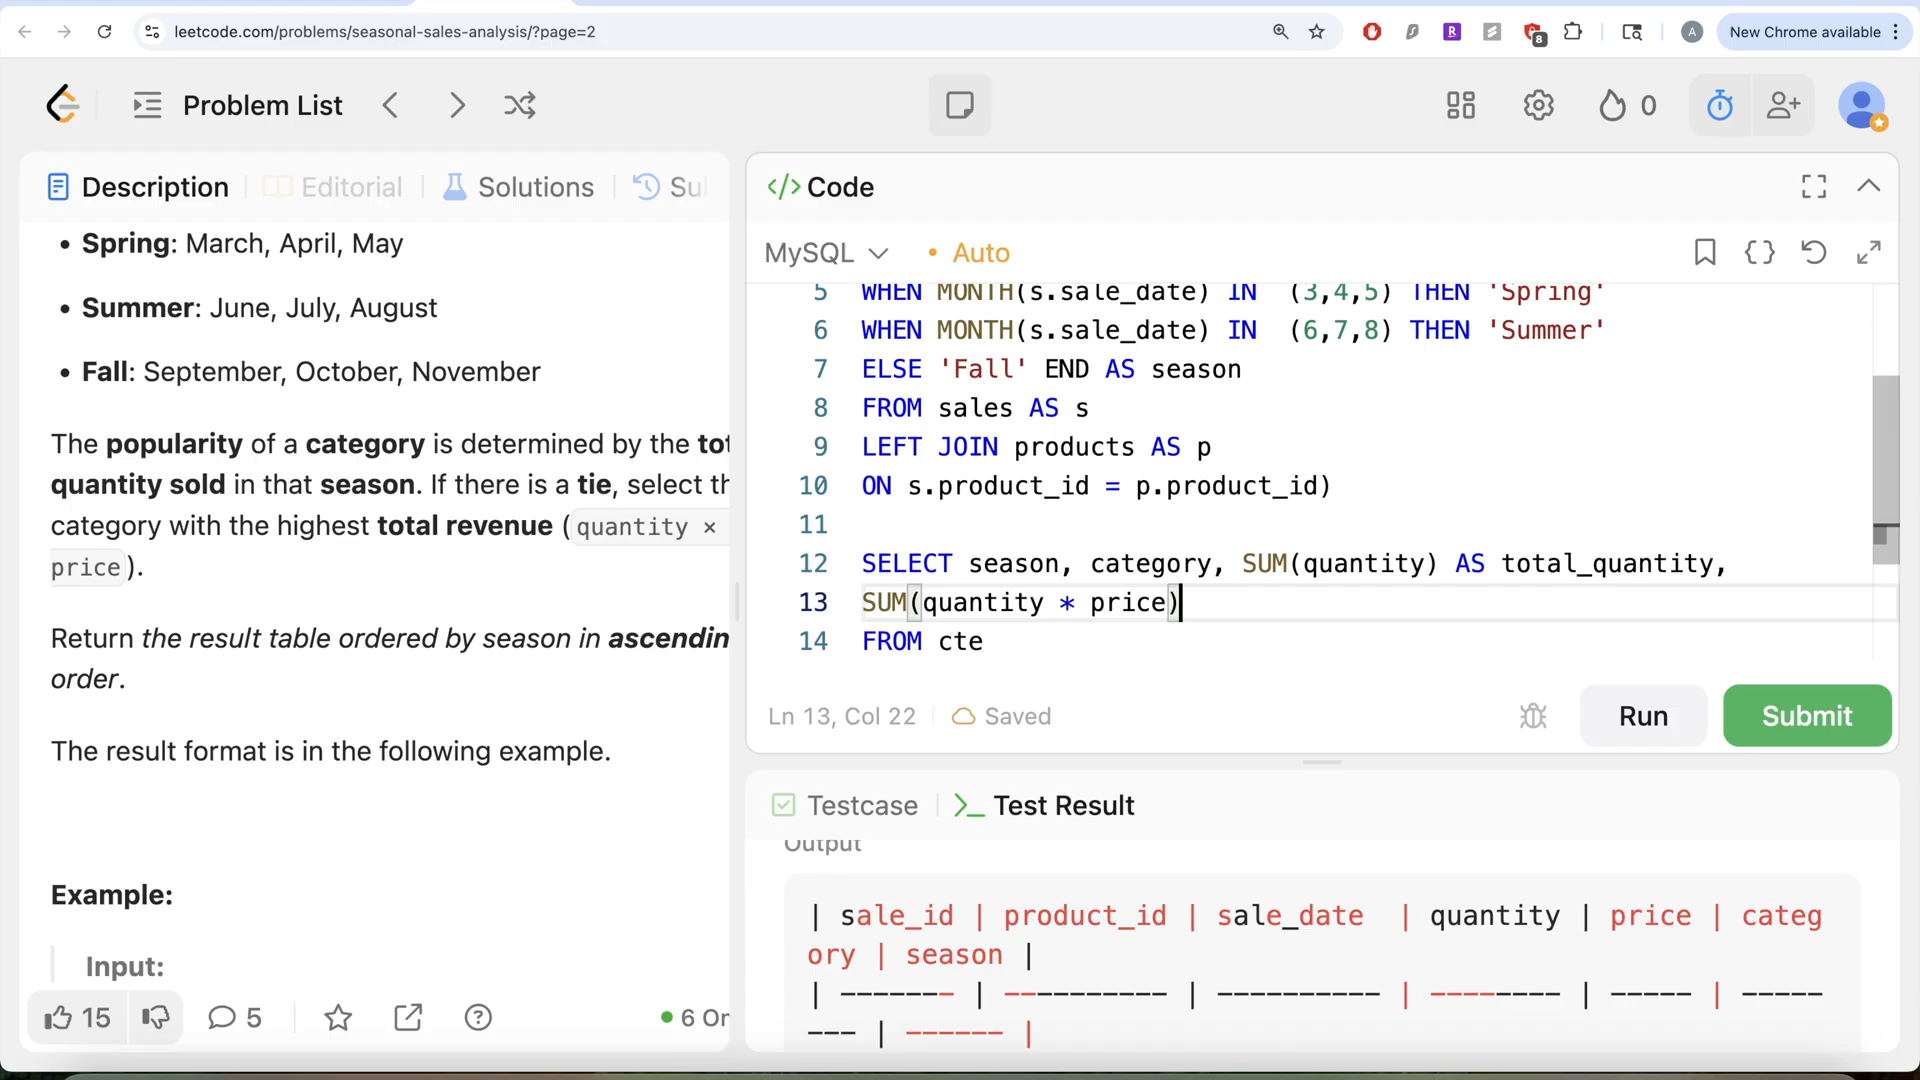 leetcode.com/problems/seasonal-sales-analysis/?page=2
8
A
New Chrome available
Problem List
0
Description
Editorial
Solutions
Su
Spring: March, April, May
Summer: June, July, August
Fall: September, October, November
The popularity of a category is determined by the tot
quantity sold in that season. If there is a tie, select th
category with the highest total revenue (quantity ×
price).
Return the result table ordered by season in ascendin
order.
The result format is in the following example.
Example:
Input:
15
5
6 On
</> Code
MySQL
Auto
5 WHEN MONTH(s.sale_date) IN (3,4,5) THEN 'Spring'
6 WHEN MONTH(s.sale_date) IN (6,7,8) THEN 'Summer'
7 ELSE 'Fall' END AS season
8 FROM sales AS s
9 LEFT JOIN products AS p
10 ON s.product_id = p.product_id)
11
12 SELECT season, category, SUM(quantity) AS total_quantity,
13 SUM(quantity * price)
14 FROM cte
Ln 13, Col 22
Saved
Run
Submit
Testcase
Test Result
Output
| sale_id | product_id | sale_date | quantity | price | categ
ory | season |
| ------- | ---------- | ---------- | -------- | ----- | -----
--- | ------ |